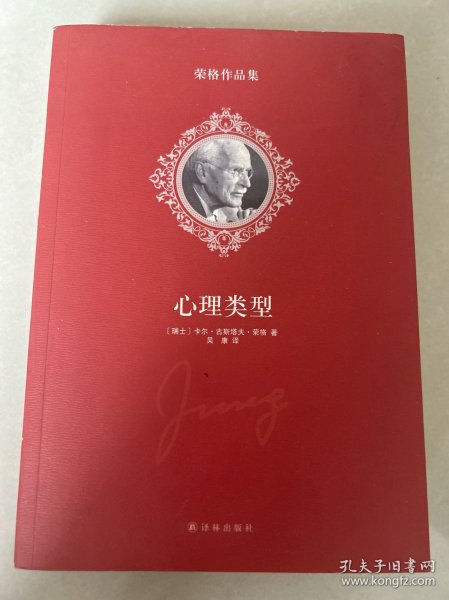 荣格作品集
心理类型
［瑞士］卡尔·古斯塔夫·荣格 著
吴 康 译
Jung
译林出版社
孔夫子旧书网
www.kongfz.com